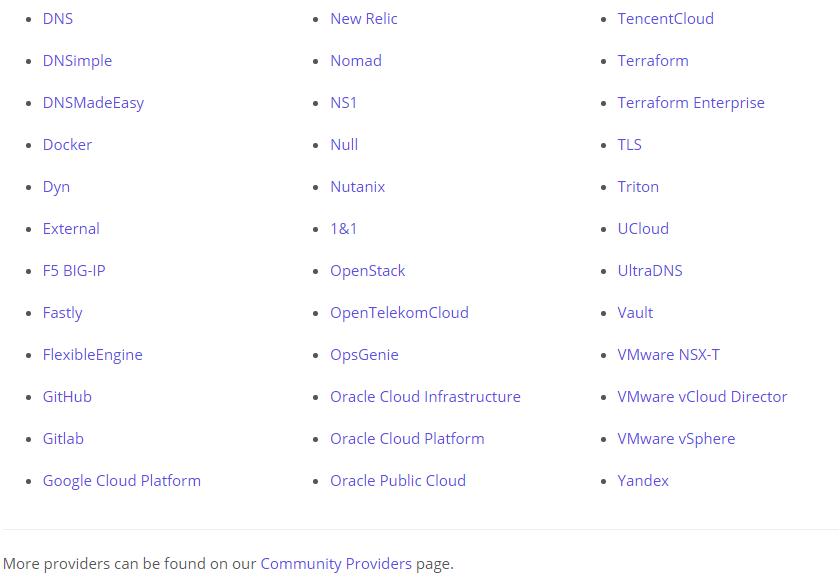 DNS
DNSimple
DNSMadeEasy
Docker
Dyn
External
F5 BIG-IP
Fastly
FlexibleEngine
GitHub
Gitlab
Google Cloud Platform
New Relic
Nomad
NS1
Null
Nutanix
1&1
OpenStack
OpenTelekomCloud
OpsGenie
Oracle Cloud Infrastructure
Oracle Cloud Platform
Oracle Public Cloud
TencentCloud
Terraform
Terraform Enterprise
TLS
Triton
UCloud
UltraDNS
Vault
VMware NSX-T
VMware vCloud Director
VMware vSphere
Yandex
More providers can be found on our Community Providers page.